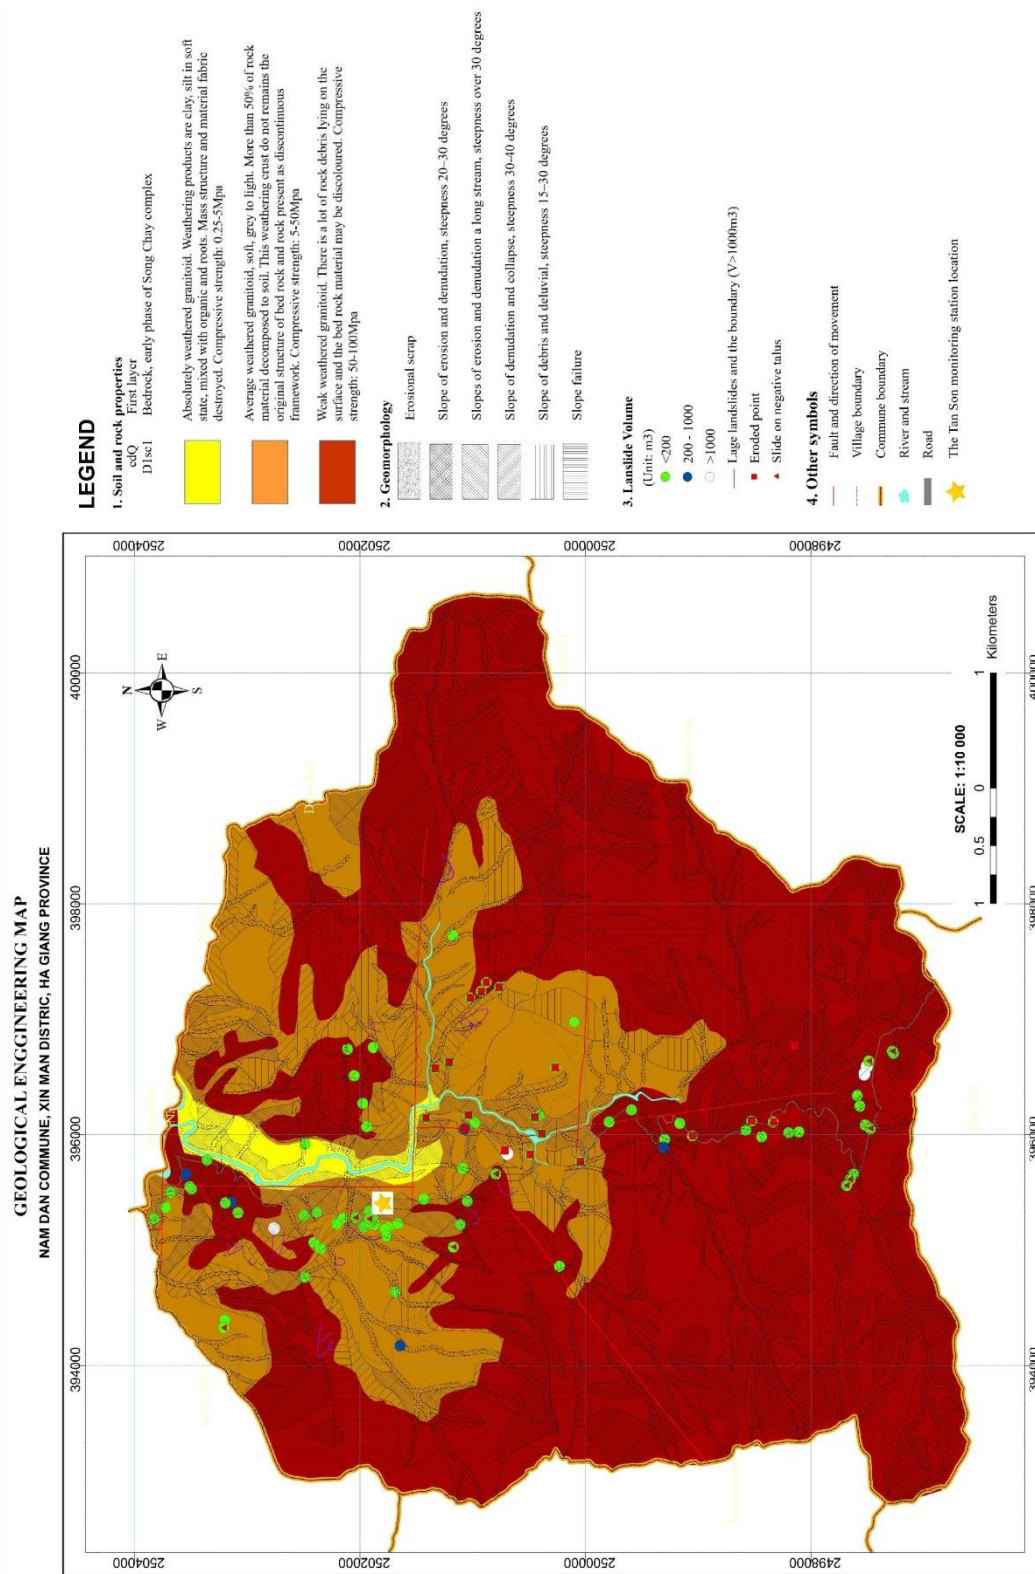 GEOLOGICAL ENGGINEERING MAP
NAM DAN COMMUNE, XIN MAN DISTRIC, HA GIANG PROVINCE
394000
396000
398000
400000
2504000
2502000
2500000
2498000
N
W
E
S
2504000
2502000
2500000
2498000
394000
396000
398000
400000
SCALE: 1:10 000
1
0.5
0
1
Kilometers
LEGEND
1. Soil and rock properties
edQ First layer
D1sc1 Bedrock, early phase of Song Chay complex
Absolutely weathered granitoid. Weathering products are clay, silt in soft
state, mixed with organic and roots. Mass structure and material fabric
destroyed. Compressive strength: 0.25-5Mpa
Average weathered granitoid, soft, grey to light. More than 50% of rock
material decomposed to soil. This weathering crust do not remains the
original structure of bed rock and rock present as discontinuous
framework. Compressive strength: 5-50Mpa
Weak weathered granitoid. There is a lot of rock debris lying on the
surface and the bed rock material may be discoloured. Compressive
strength: 50-100Mpa
2. Geomorphology
Erosional scrap
Slope of erosion and denudation, steepness 20–30 degrees
Slopes of erosion and denudation a long stream, steepness over 30 degrees
Slope of denudation and collapse, steepness 30-40 degrees
Slope of debris and deluvial, steepness 15–30 degrees
Slope failure
3. Lanslide Volume
(Unit: m3)
<200
200 - 1000
>1000
Lage landslides and the boundary (V>1000m3)
Eroded point
Slide on negative talus
4. Other symbols
Fault and direction of movement
Village boundary
Commune boundary
River and stream
Road
The Tan Son monitoring station location